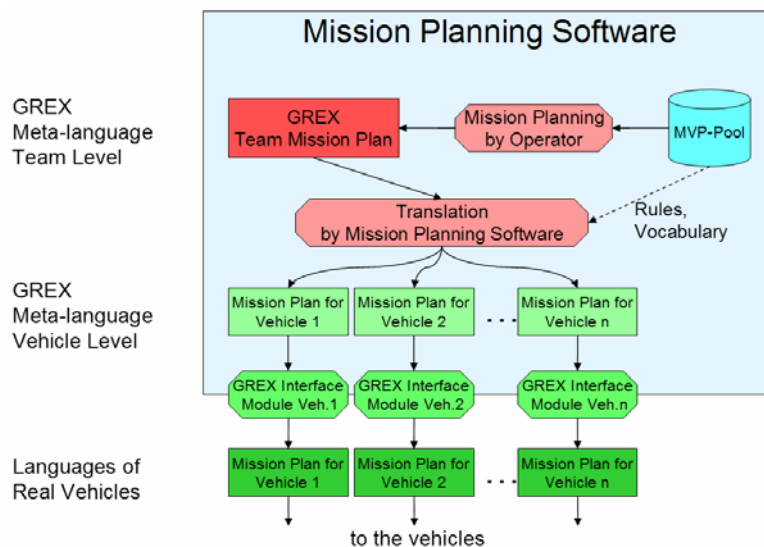 Mission Planning Software
GREX
Meta-language
Team Level
GREX
Team Mission Plan
Mission Planning
by Operator
MVP-Pool
Translation
by Mission Planning Software
Rules,
Vocabulary
GREX
Meta-language
Vehicle Level
Mission Plan for
Vehicle 1
Mission Plan for
Vehicle 2
. . .
Mission Plan for
Vehicle n
GREX Interface
Module Veh.1
GREX Interface
Module Veh.2
GREX Interface
Module Veh.n
Languages of
Real Vehicles
Mission Plan for
Vehicle 1
Mission Plan for
Vehicle 2
. . .
Mission Plan for
Vehicle n
to the vehicles